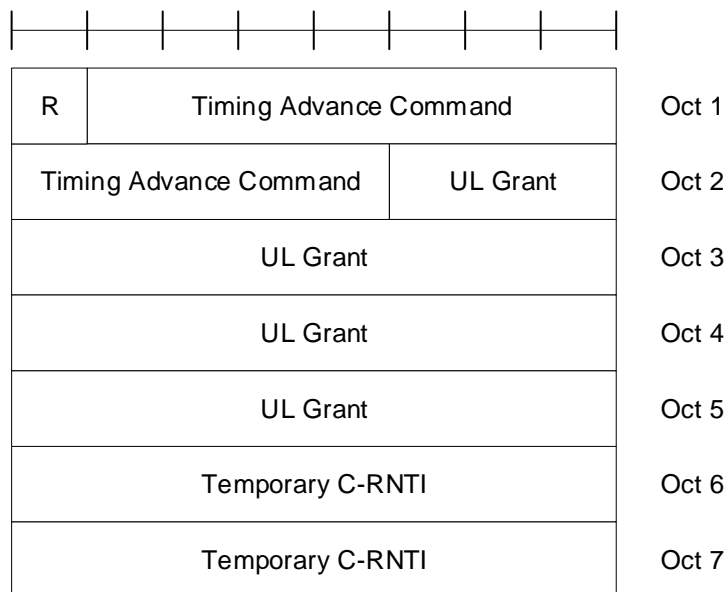 R Timing Advance Command Oct 1
Timing Advance Command UL Grant Oct 2
UL Grant Oct 3
UL Grant Oct 4
UL Grant Oct 5
Temporary C-RNTI Oct 6
Temporary C-RNTI Oct 7